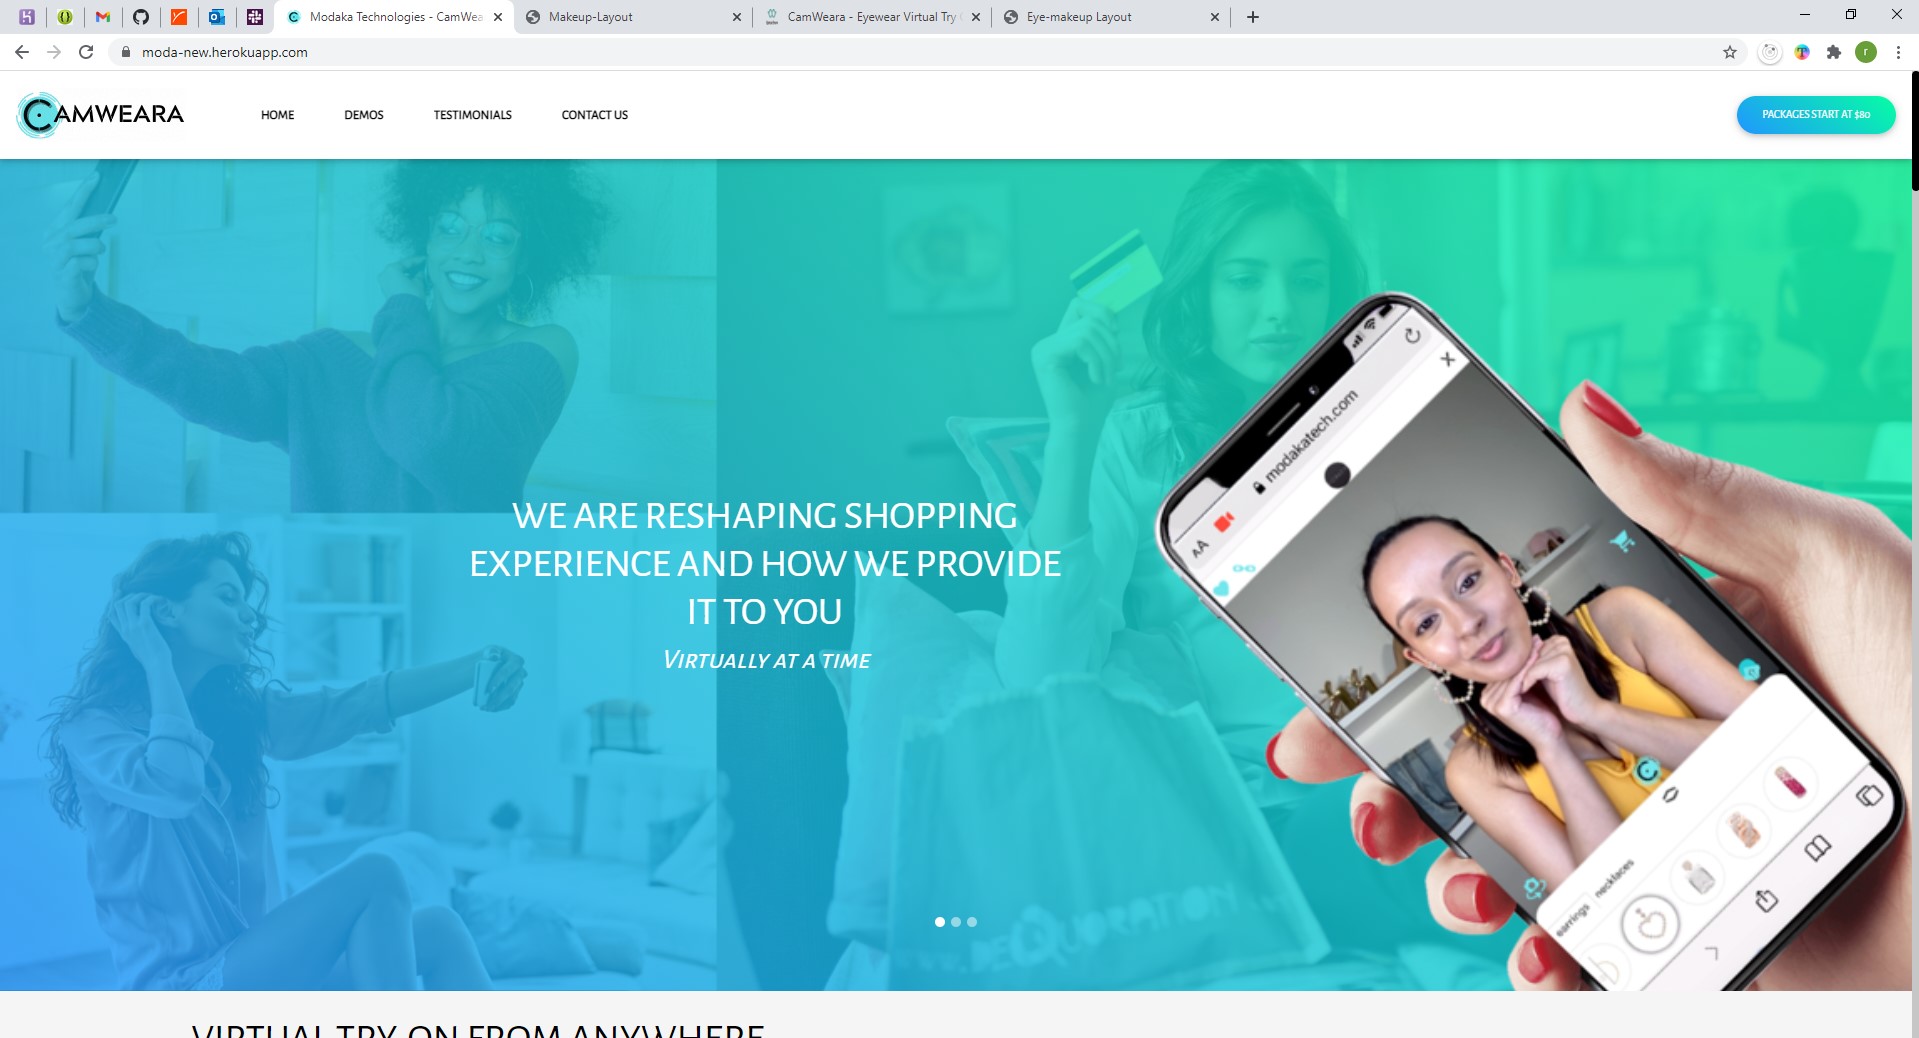 Modaka Technologies - CamWea
Makeup-Layout
CamWeara - Eyewear Virtual Try
Eye-makeup Layout
moda-new.herokuapp.com
r
CAMWEARA
HOME
DEMOS
TESTIMONIALS
CONTACT US
PACKAGES START AT $80
WE ARE RESHAPING SHOPPING
EXPERIENCE AND HOW WE PROVIDE
IT TO YOU
VIRTUALLY AT A TIME
AA
modakatech.com
earrings
necklaces
VIRTUAL TRY ON FROM ANYWHERE